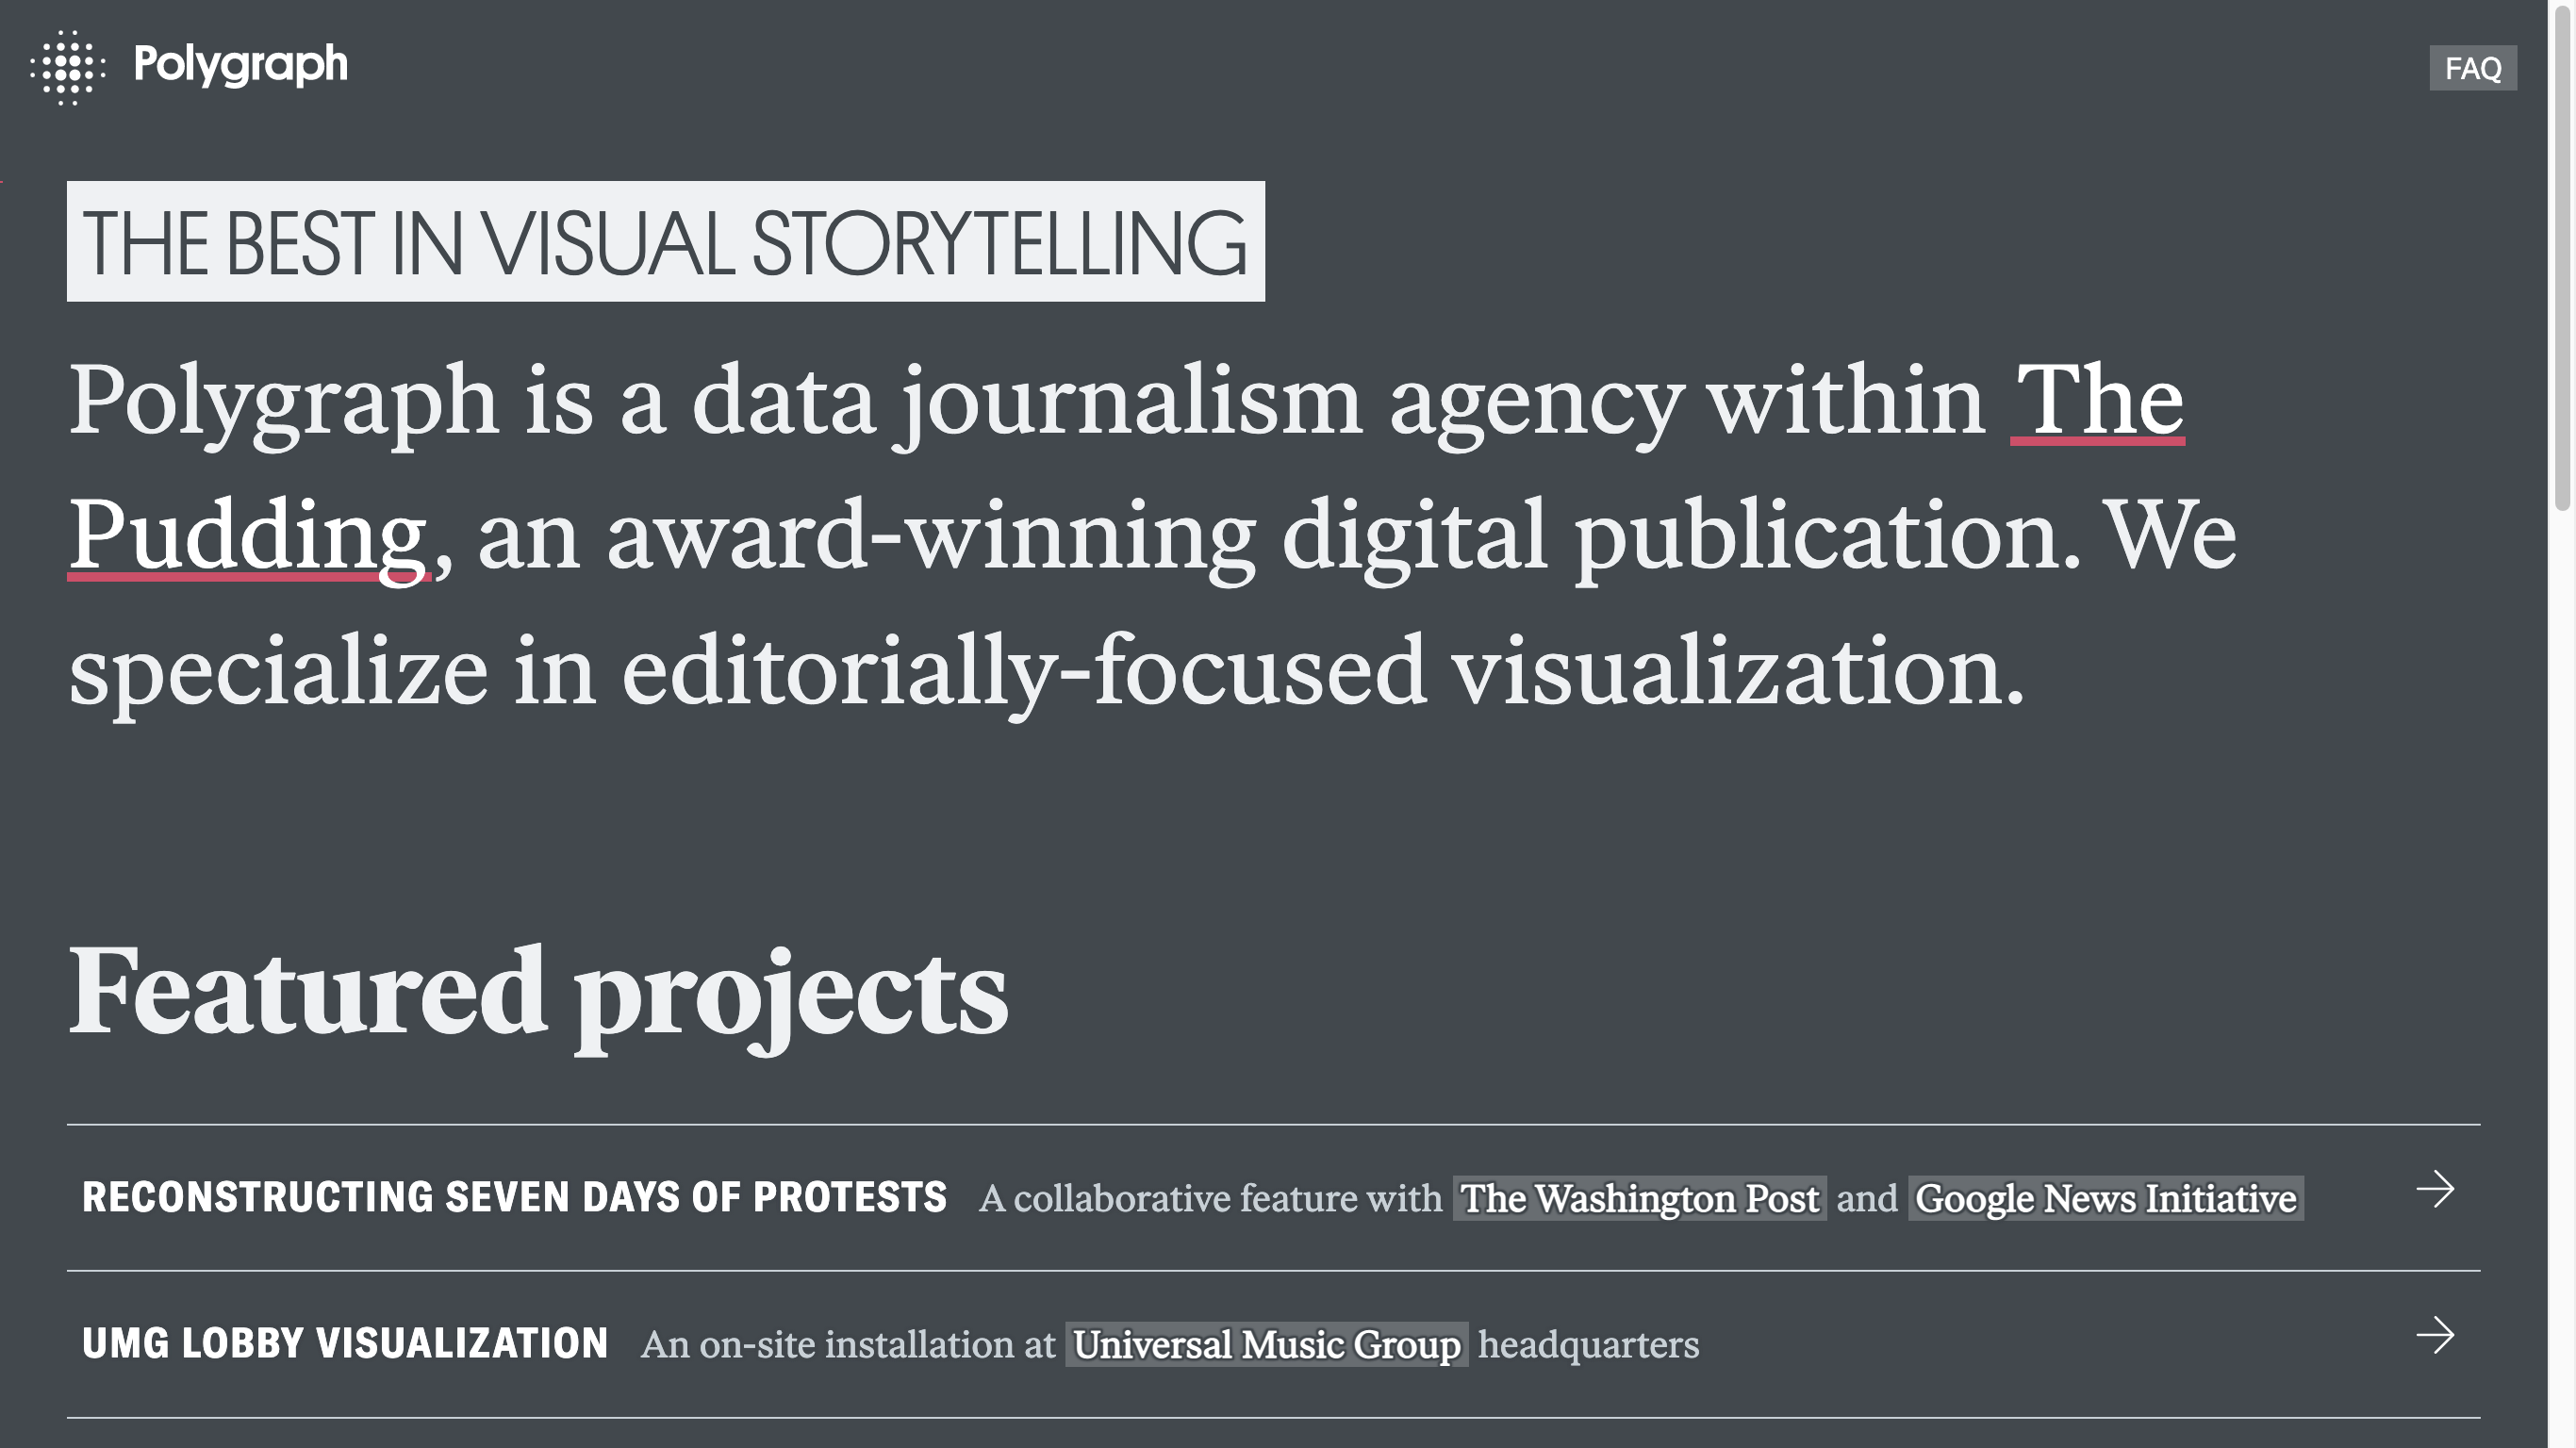 Polygraph
FAQ
THE BEST IN VISUAL STORYTELLING
Polygraph is a data journalism agency within The
Pudding, an award-winning digital publication. We
specialize in editorially-focused visualization.
Featured projects
RECONSTRUCTING SEVEN DAYS OF PROTESTS A collaborative feature with The Washington Post and Google News Initiative
UMG LOBBY VISUALIZATION An on-site installation at Universal Music Group headquarters